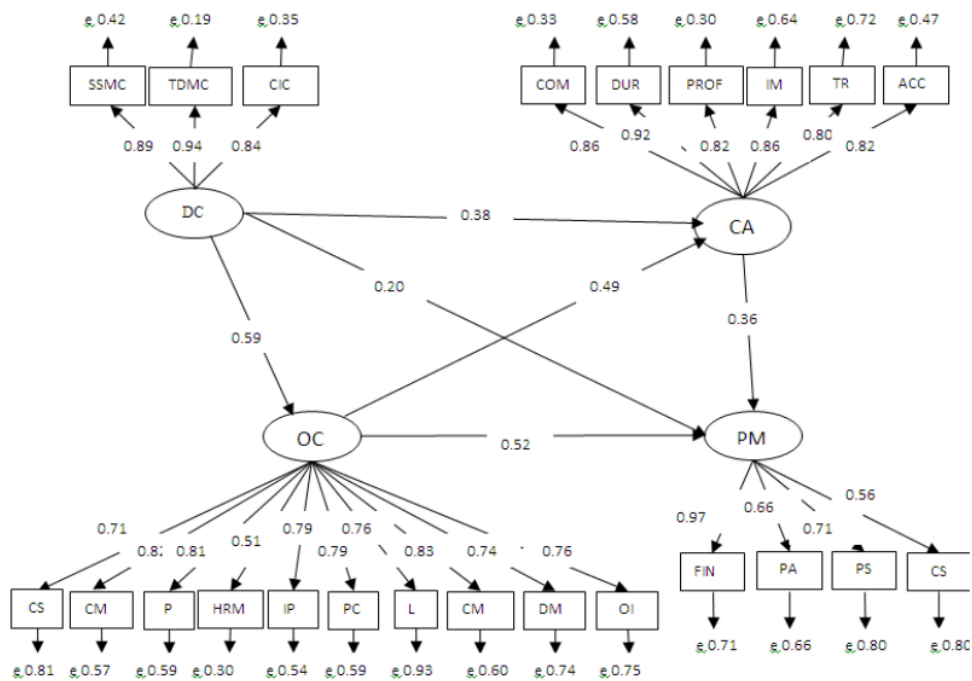 e 0.42 e 0.19 e 0.35 e 0.33 e 0.58 e 0.30 e 0.64 e 0.72 e 0.47
SSMC TDMC CIC COM DUR PROF IM TR ACC
0.89 0.94 0.84 0.86 0.92 0.82 0.86 0.80 0.82
DC 0.38 CA
0.20 0.49
0.59 0.36
OC 0.52 PM
0.71 0.82 0.81 0.51 0.79 0.79 0.76 0.83 0.74 0.76 0.97 0.66 0.71 0.56
CS CM P HRM IP PC L CM DM OI FIN PA PS CS
e 0.81 e 0.57 e 0.59 e 0.30 e 0.54 e 0.59 e 0.93 e 0.60 e 0.74 e 0.75 e 0.71 e 0.66 e 0.80 e 0.80